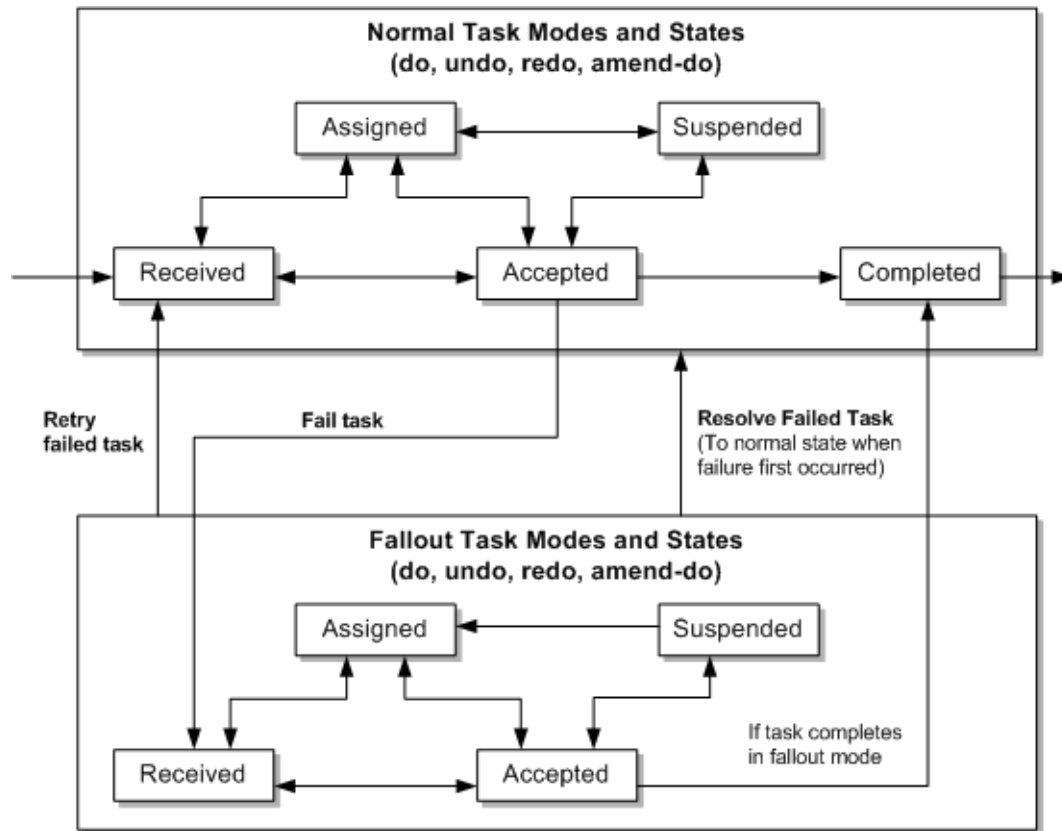 Normal Task Modes and States
(do, undo, redo, amend-do)
Assigned
Suspended
Received
Accepted
Completed
Retry
failed task
Fail task
Resolve Failed Task
(To normal state when
failure first occurred)
Fallout Task Modes and States
(do, undo, redo, amend-do)
Assigned
Suspended
Received
Accepted
If task completes
in fallout mode